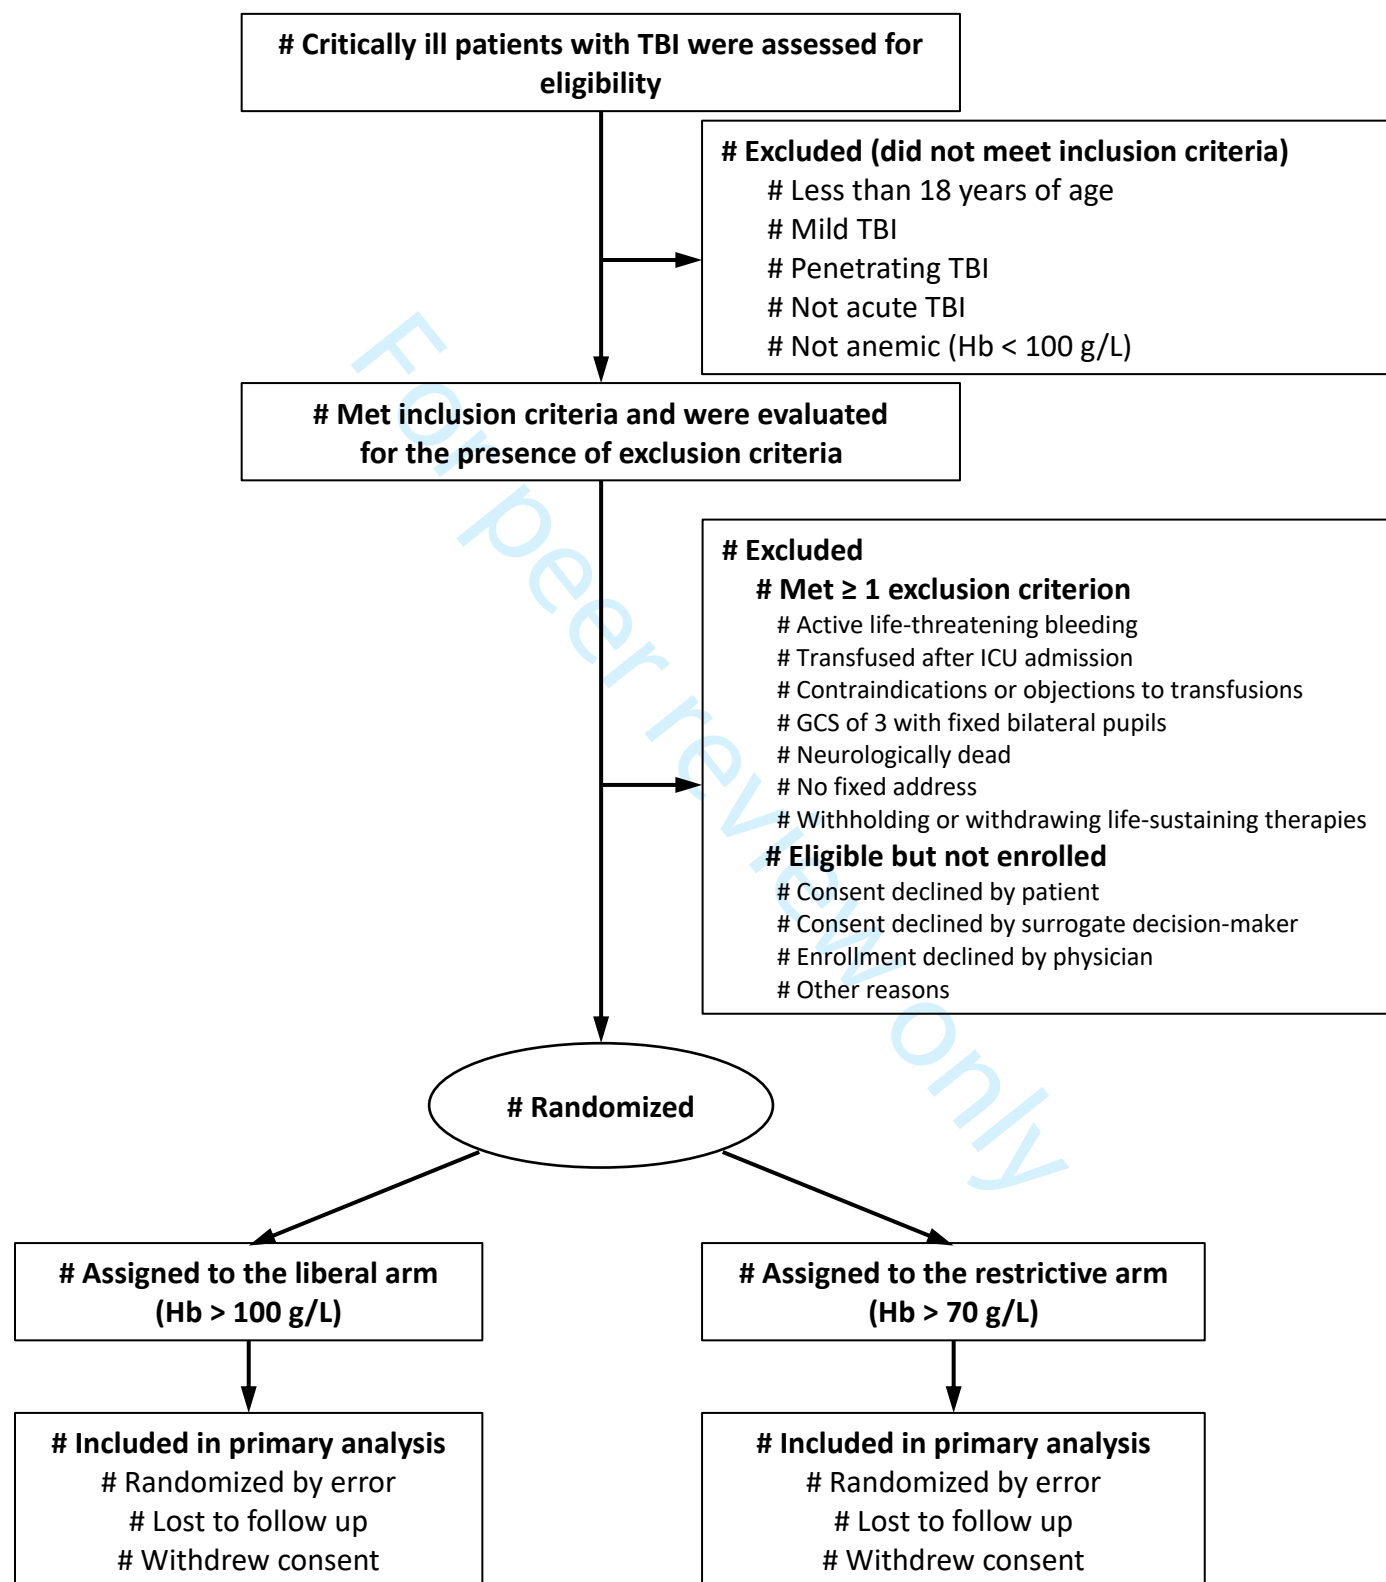 # Critically ill patients with TBI were assessed for
eligibility
# Excluded (did not meet inclusion criteria)
# Less than 18 years of age
# Mild TBI
# Penetrating TBI
# Not acute TBI
# Not anemic (Hb < 100 g/L)
# Met inclusion criteria and were evaluated
for the presence of exclusion criteria
# Excluded
# Met ≥ 1 exclusion criterion
# Active life-threatening bleeding
# Transfused after ICU admission
# Contraindications or objections to transfusions
# GCS of 3 with fixed bilateral pupils
# Neurologically dead
# No fixed address
# Withholding or withdrawing life-sustaining therapies
# Eligible but not enrolled
# Consent declined by patient
# Consent declined by surrogate decision-maker
# Enrollment declined by physician
# Other reasons
# Randomized
# Assigned to the liberal arm
(Hb > 100 g/L)
# Assigned to the restrictive arm
(Hb > 70 g/L)
# Included in primary analysis
# Randomized by error
# Lost to follow up
# Withdrew consent
# Included in primary analysis
# Randomized by error
# Lost to follow up
# Withdrew consent
For peer review only